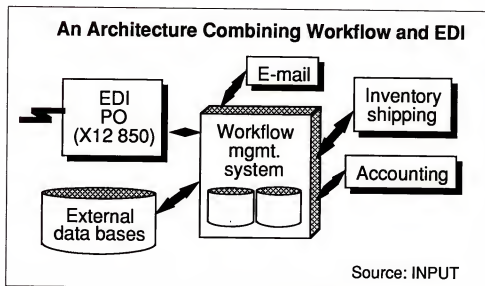 An Architecture Combining Workflow and EDI
E-mail
EDI
PO
(X12 850)
Workflow
mgmt.
system
Inventory
shipping
Accounting
External
data bases
Source: INPUT